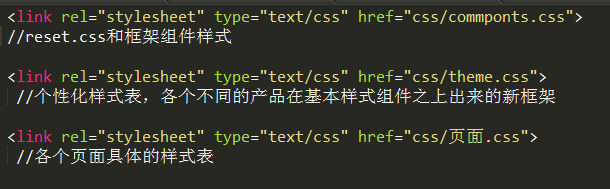 <link rel="stylesheet" type="text/css" href="css/commponts.css">
//reset.css和框架组件样式
<link rel="stylesheet" type="text/css" href="css/theme.css">
//个性化样式表，各个不同的产品在基本样式组件之上出来的新框架
<link rel="stylesheet" type="text/css" href="css/页面.css">
//各个页面具体的样式表